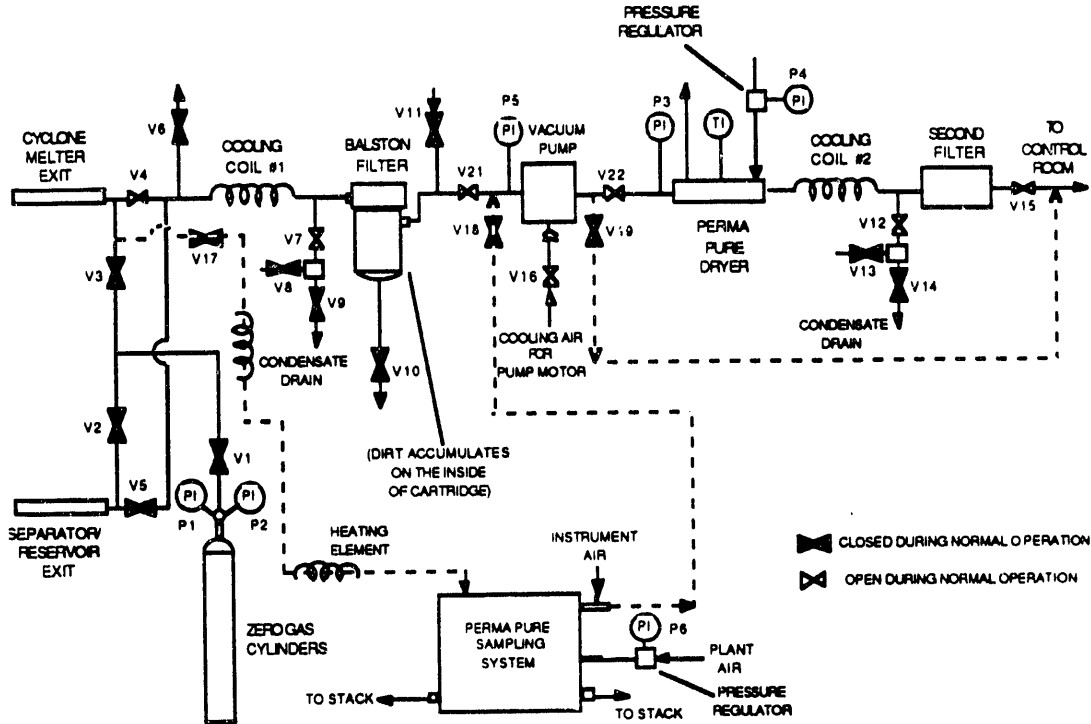 PRESSURE
REGULATOR
P4
PI
V6
V11
P5
PI
VACUUM
PUMP
P3
PI
TI
CYCLONE
MELTER
EXIT
V4
COOLING
COIL #1
BALSTON
FILTER
V21
V22
COOLING
COIL #2
SECOND
FILTER
TO
CONTROL
ROOM
V15
V17
V3
V7
V8
V9
V18
V19
V16
PERMA
PURE
DRYER
V12
V13
V14
CONDENSATE
DRAIN
V10
COOLING AIR
FOR
PUMP MOTOR
CONDENSATE
DRAIN
V2
V1
V5
(DIRT ACCUMULATES
ON THE INSIDE
OF CARTRIDGE)
PI
PI
P1
P2
SEPARATOR/
RESERVOIR
EXIT
HEATING
ELEMENT
INSTRUMENT
AIR
CLOSED DURING NORMAL OPERATION
OPEN DURING NORMAL OPERATION
ZERO GAS
CYLINDERS
PERMA PURE
SAMPLING
SYSTEM
PI
P6
PLANT
AIR
PRESSURE
REGULATOR
TO STACK
TO STACK